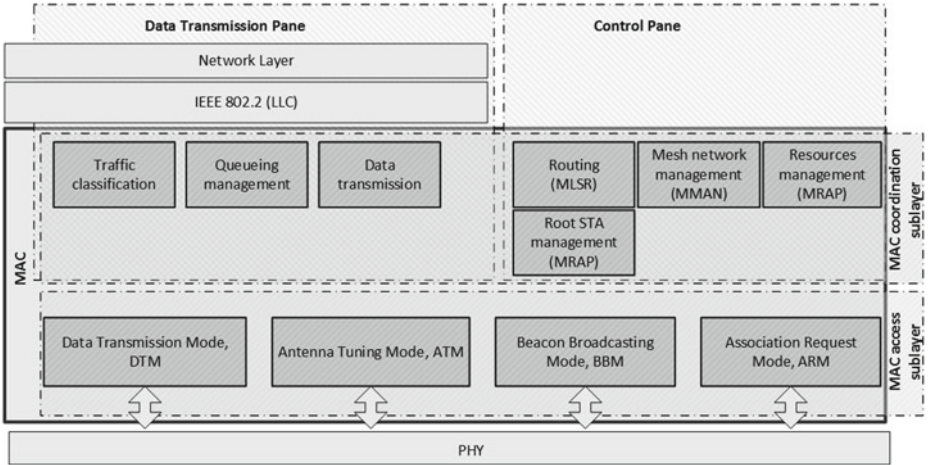 Data Transmission Pane
Control Pane
Network Layer
IEEE 802.2 (LLC)
MAC
Traffic
classification
Queueing
management
Data
transmission
Routing
(MLSR)
Mesh network
management
(MMAN)
Resources
management
(MRAP)
Root STA
management
(MRAP)
MAC coordination
sublayer
Data Transmission Mode,
DTM
Antenna Tuning Mode, ATM
Beacon Broadcasting
Mode, BBM
Association Request
Mode, ARM
MAC access
sublayer
PHY